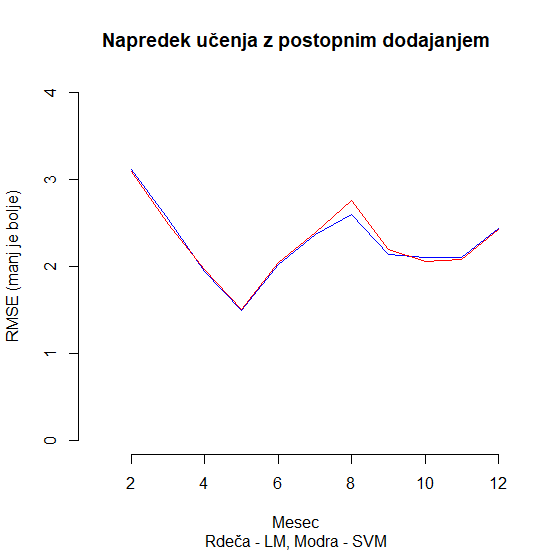 Napredek učenja z postopnim dodajanjem
RMSE (manj je bolje)
4
3
2
1
0
2 4 6 8 10 12
Mesec
Rdeča - LM, Modra - SVM